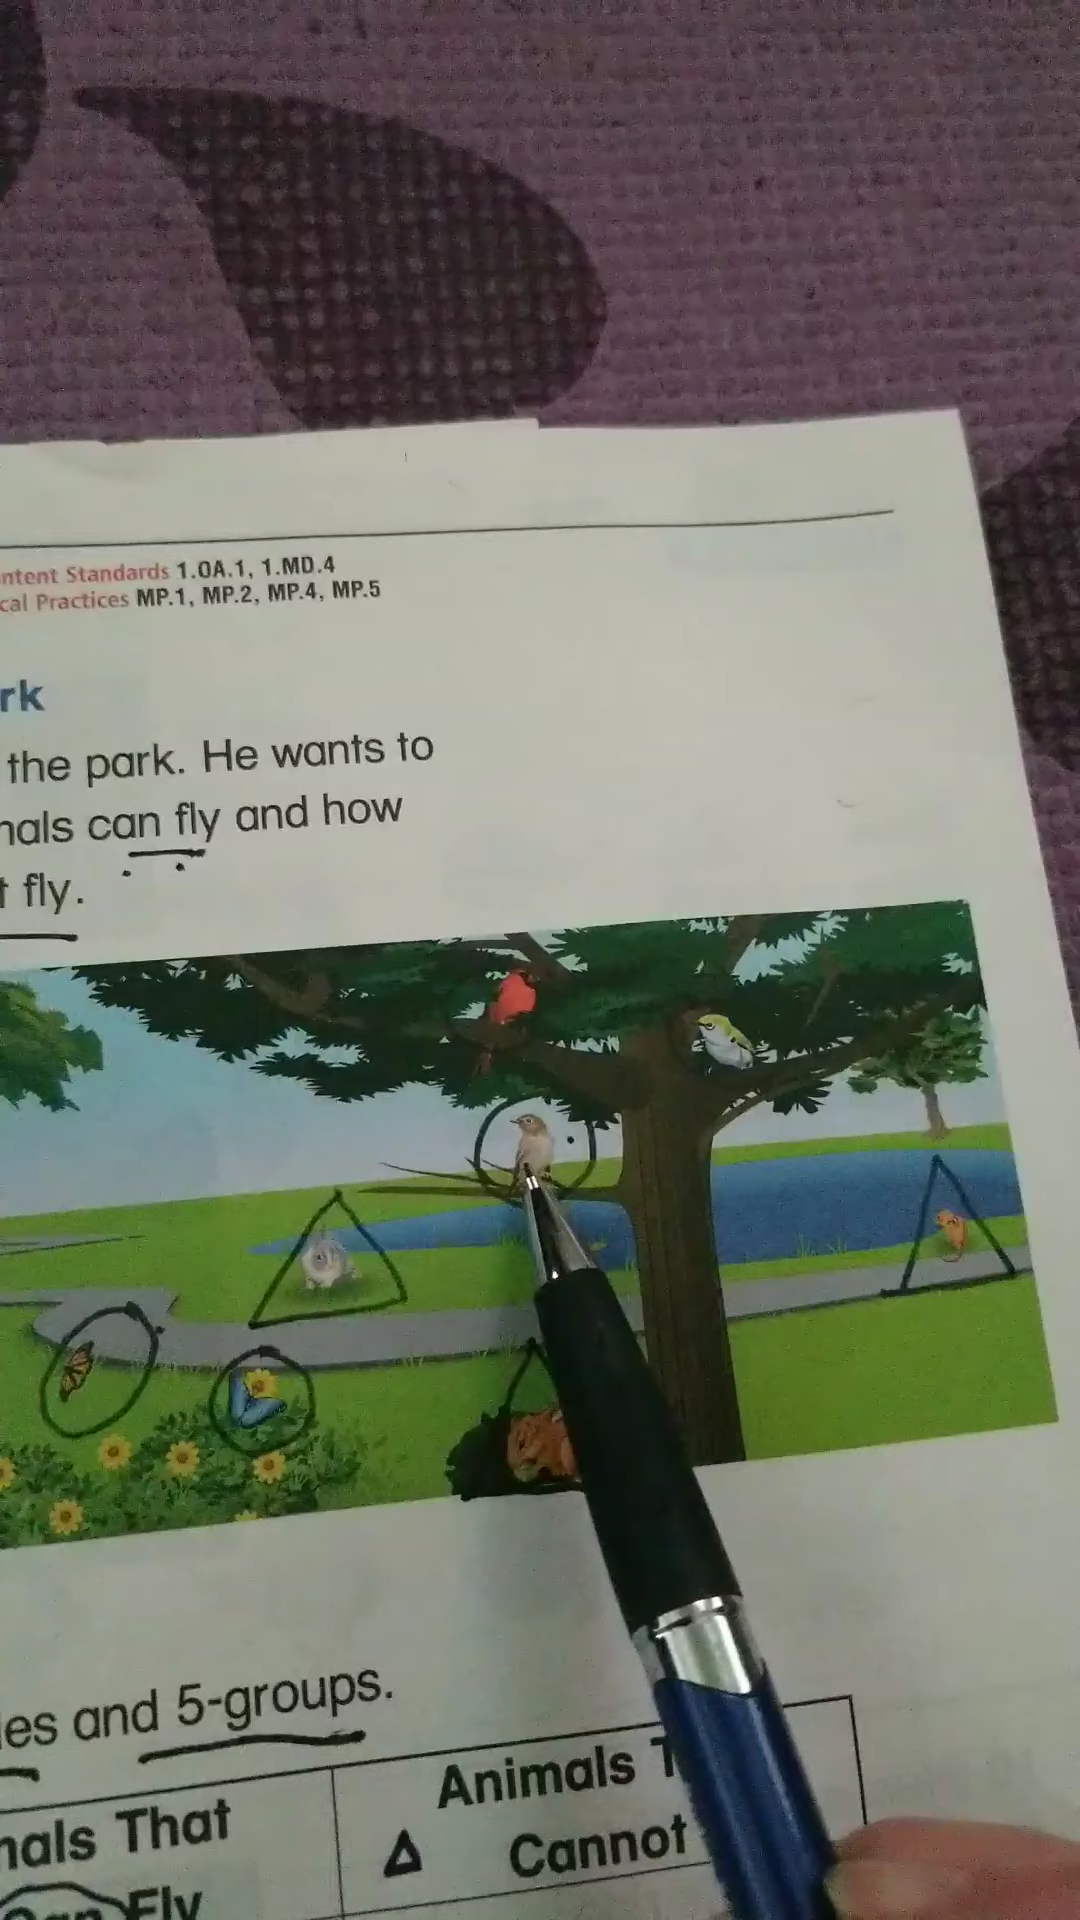 ntent Standards 1.OA.1, 1.MD.4
cal Practices MP.1, MP.2, MP.4, MP.5
rk
the park. He wants to
nals can fly and how
t fly.
les and 5-groups.
nals That
Can Fly
Animals T
Cannot